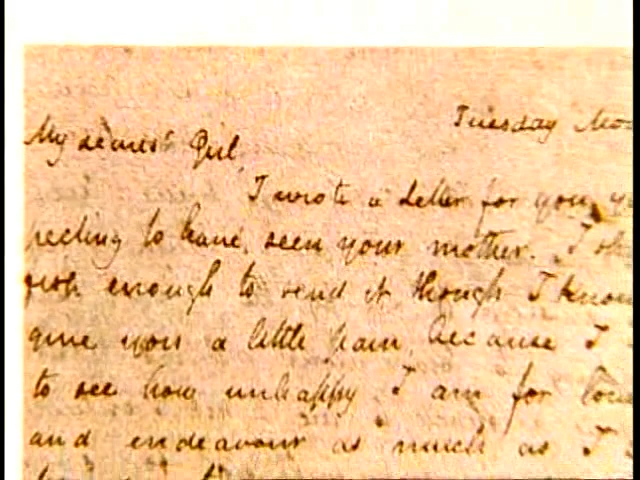 Tuesday Mo
My dearest Girl,
I wrote a Letter for you y
pecting to have seen your mother. I sh
fish enough to send it though I know
give you a little pain, because I
to see how unhappy I am for love
and endeavour as much as I